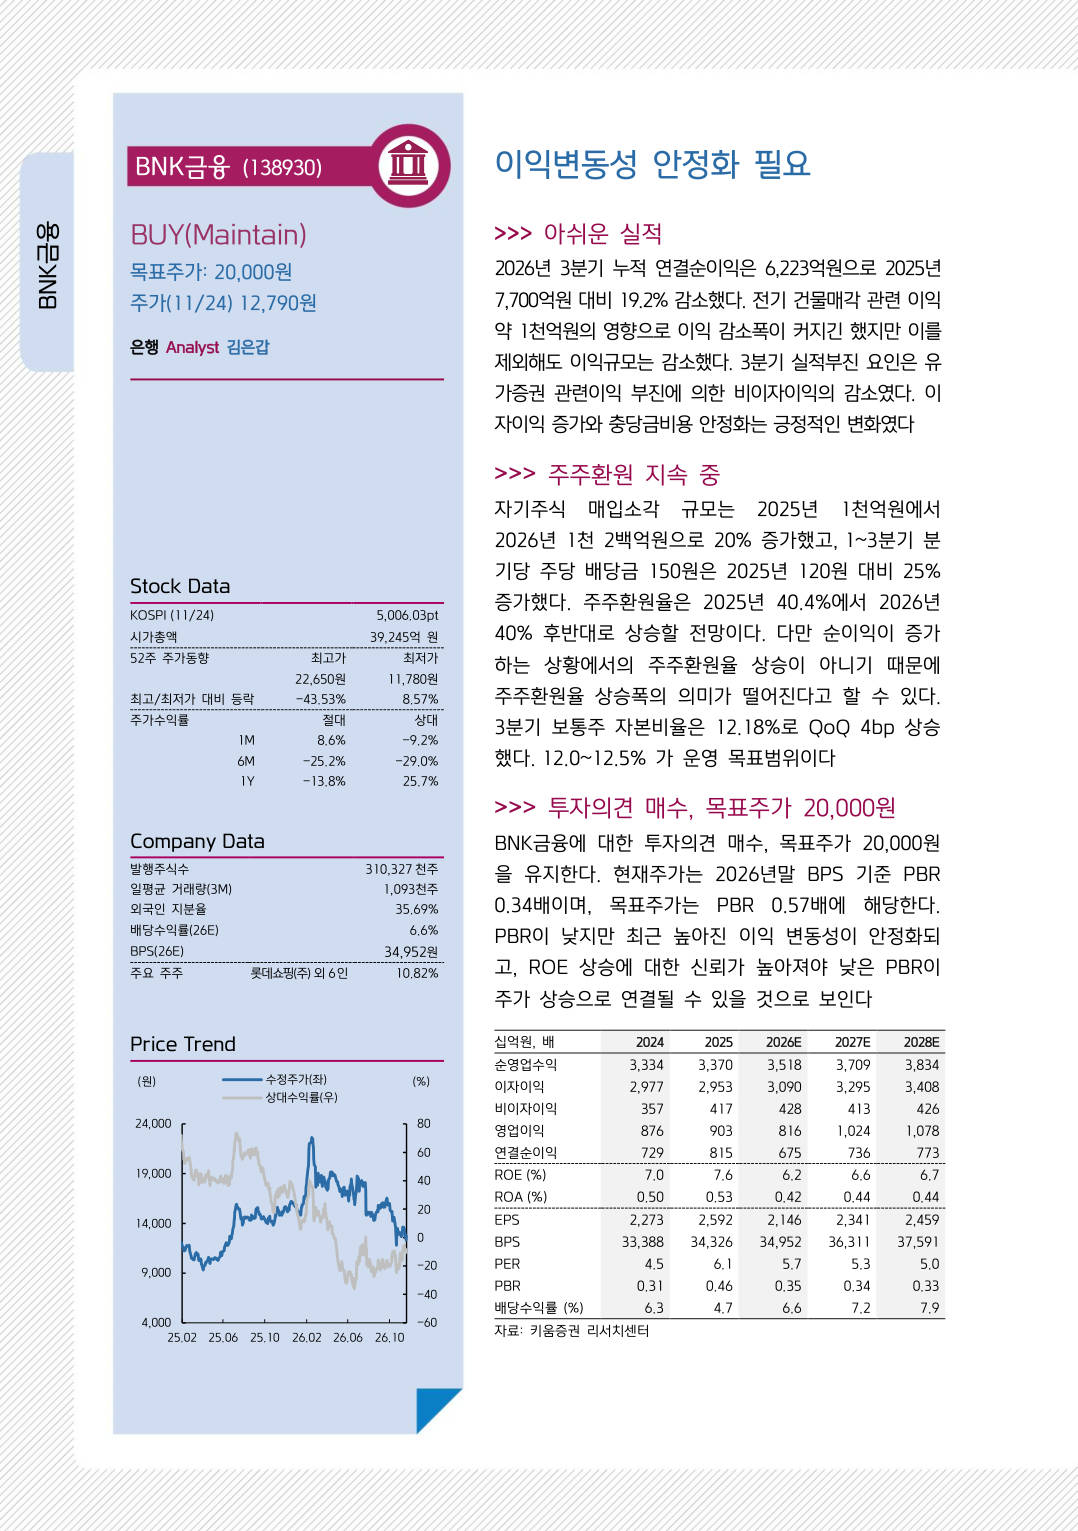 BNK금융
BNK금융 (138930)
BUY(Maintain)
목표주가: 20,000원
주가(11/24) 12,790원
은행 Analyst 김은갑
Stock Data
KOSPI (11/24) 5,006.03pt
시가총액 39,245억 원
52주 주가동향 최고가 최저가
22,650원 11,780원
최고/최저가 대비 등락 -43.53% 8.57%
주가수익률 절대 상대
1M 8.6% -9.2%
6M -25.2% -29.0%
1Y -13.8% 25.7%
Company Data
발행주식수 310,327 천주
일평균 거래량(3M) 1,093천주
외국인 지분율 35.69%
배당수익률(26E) 6.6%
BPS(26E) 34,952원
주요 주주 롯데쇼핑(주) 외 6인 10.82%
Price Trend
(원) 수정주가(좌) (%)
상대수익률(우)
24,000 80
60
19,000
40
20
14,000
0
9,000 -20
-40
4,000 -60
25.02 25.06 25.10 26.02 26.06 26.10
이익변동성 안정화 필요
>>> 아쉬운 실적
2026년 3분기 누적 연결순이익은 6,223억원으로 2025년
7,700억원 대비 19.2% 감소했다. 전기 건물매각 관련 이익
약 1천억원의 영향으로 이익 감소폭이 커지긴 했지만 이를
제외해도 이익규모는 감소했다. 3분기 실적부진 요인은 유
가증권 관련이익 부진에 의한 비이자이익의 감소였다. 이
자이익 증가와 충당금비용 안정화는 긍정적인 변화였다
>>> 주주환원 지속 중
자기주식 매입소각 규모는 2025년 1천억원에서
2026년 1천 2백억원으로 20% 증가했고, 1~3분기 분
기당 주당 배당금 150원은 2025년 120원 대비 25%
증가했다. 주주환원율은 2025년 40.4%에서 2026년
40% 후반대로 상승할 전망이다. 다만 순이익이 증가
하는 상황에서의 주주환원율 상승이 아니기 때문에
주주환원율 상승폭의 의미가 떨어진다고 할 수 있다.
3분기 보통주 자본비율은 12.18%로 QoQ 4bp 상승
했다. 12.0~12.5% 가 운영 목표범위이다
>>> 투자의견 매수, 목표주가 20,000원
BNK금융에 대한 투자의견 매수, 목표주가 20,000원
을 유지한다. 현재주가는 2026년말 BPS 기준 PBR
0.34배이며, 목표주가는 PBR 0.57배에 해당한다.
PBR이 낮지만 최근 높아진 이익 변동성이 안정화되
고, ROE 상승에 대한 신뢰가 높아져야 낮은 PBR이
주가 상승으로 연결될 수 있을 것으로 보인다
십억원, 배 2024 2025 2026E 2027E 2028E
순영업수익 3,334 3,370 3,518 3,709 3,834
이자이익 2,977 2,953 3,090 3,295 3,408
비이자이익 357 417 428 413 426
영업이익 876 903 816 1,024 1,078
연결순이익 729 815 675 736 773
ROE (%) 7.0 7.6 6.2 6.6 6.7
ROA (%) 0.50 0.53 0.42 0.44 0.44
EPS 2,273 2,592 2,146 2,341 2,459
BPS 33,388 34,326 34,952 36,311 37,591
PER 4.5 6.1 5.7 5.3 5.0
PBR 0.31 0.46 0.35 0.34 0.33
배당수익률 (%) 6.3 4.7 6.6 7.2 7.9
자료: 키움증권 리서치센터